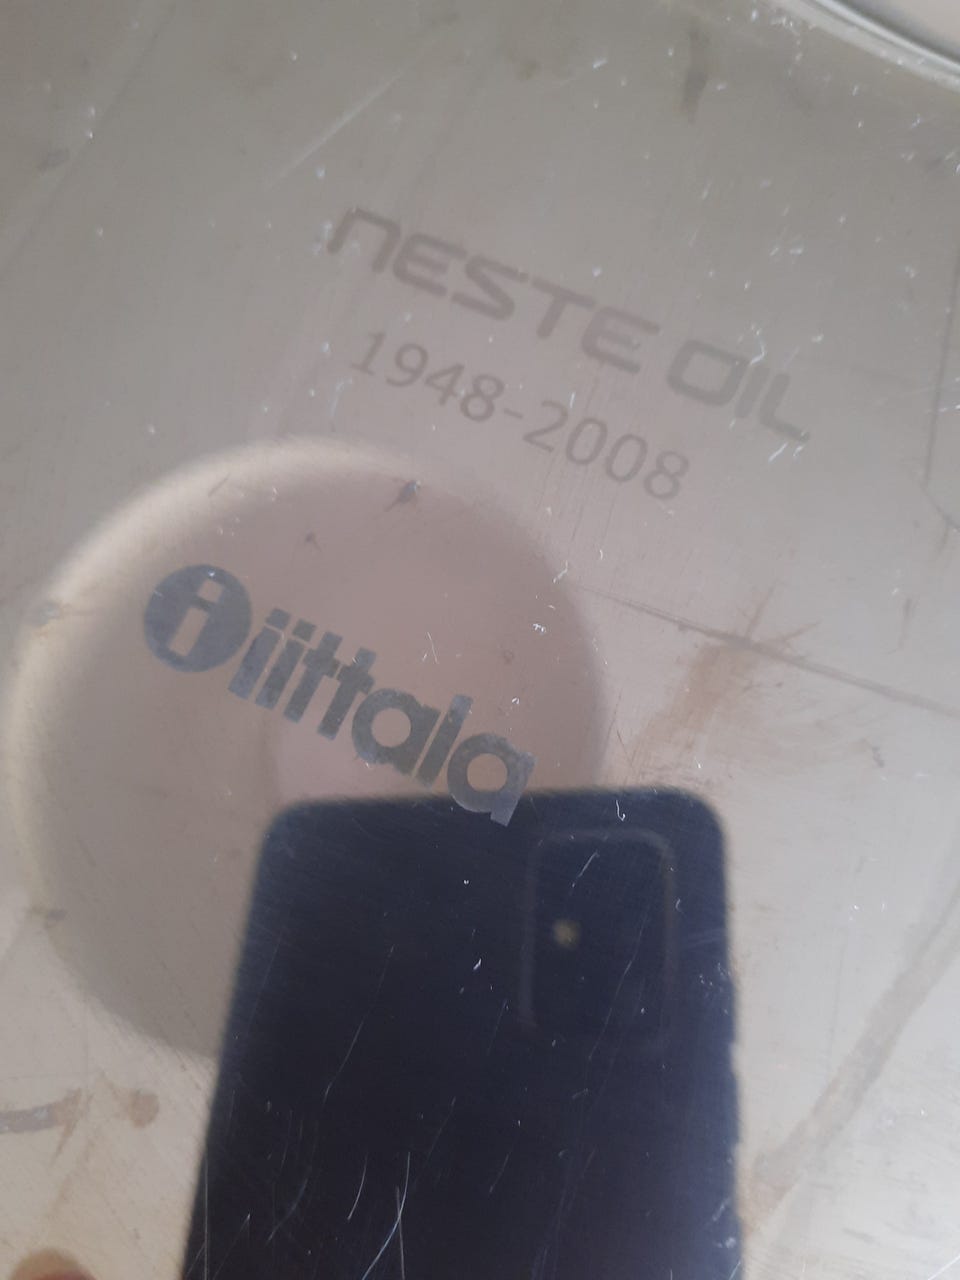 NESTE OIL
1948-2008
i iittala